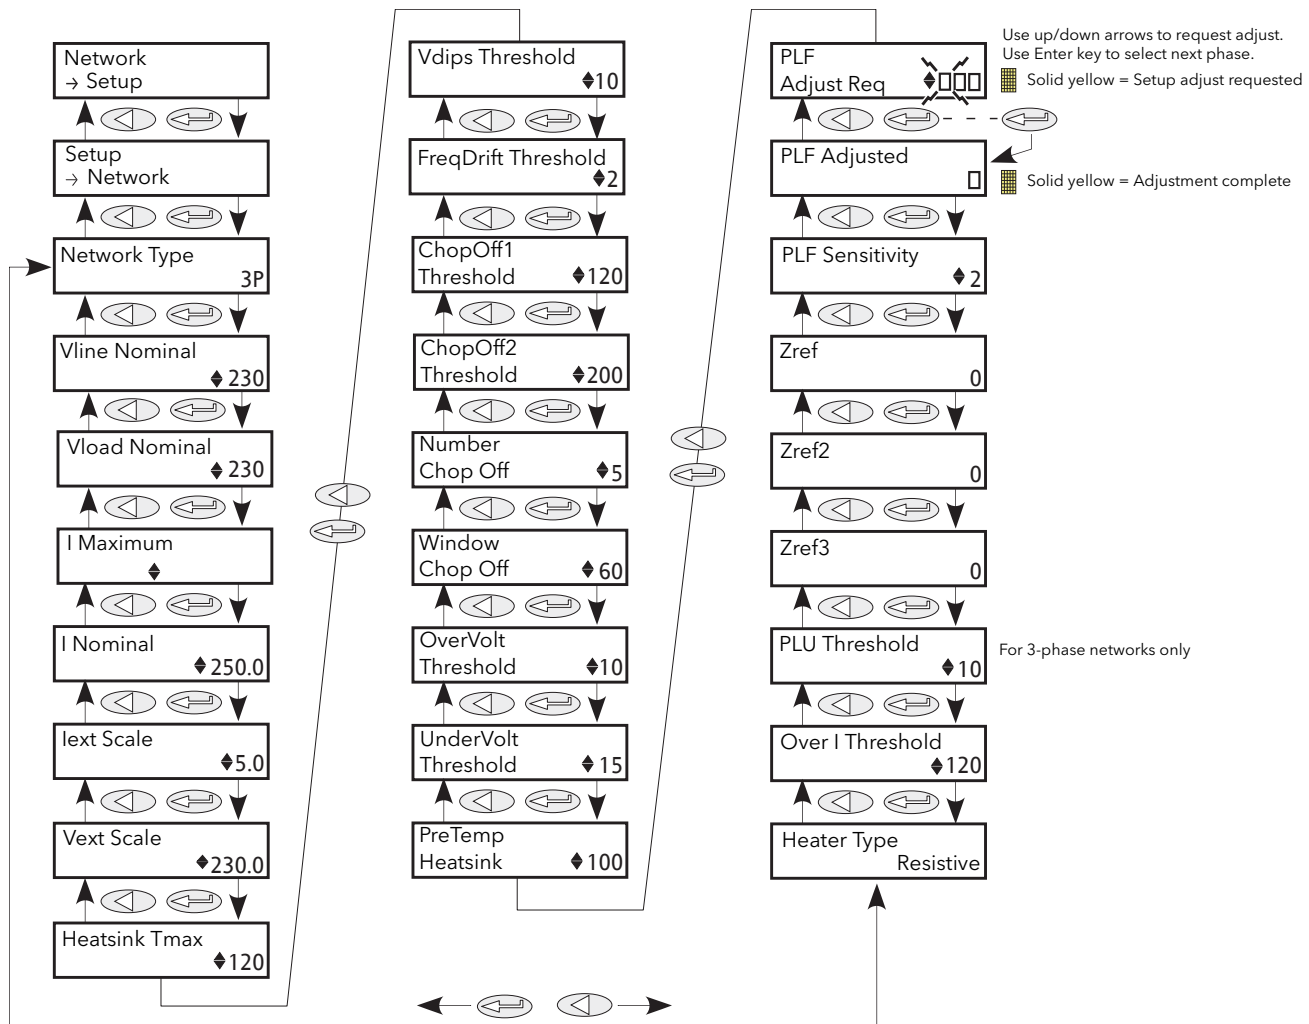 Network
→ Setup
Setup
→ Network
Network Type
3P
Vline Nominal
230
Vload Nominal
230
I Maximum
I Nominal
250.0
Iext Scale
5.0
Vext Scale
230.0
Heatsink Tmax
120
Vdips Threshold
10
FreqDrift Threshold
2
ChopOff1
Threshold 120
ChopOff2
Threshold 200
Number
Chop Off 5
Window
Chop Off 60
OverVolt
Threshold 10
UnderVolt
Threshold 15
PreTemp
Heatsink 100
PLF
Adjust Req
Use up/down arrows to request adjust.
Use Enter key to select next phase.
Solid yellow = Setup adjust requested
PLF Adjusted
Solid yellow = Adjustment complete
PLF Sensitivity
2
Zref
0
Zref2
0
Zref3
0
PLU Threshold
10
For 3-phase networks only
Over I Threshold
120
Heater Type
Resistive